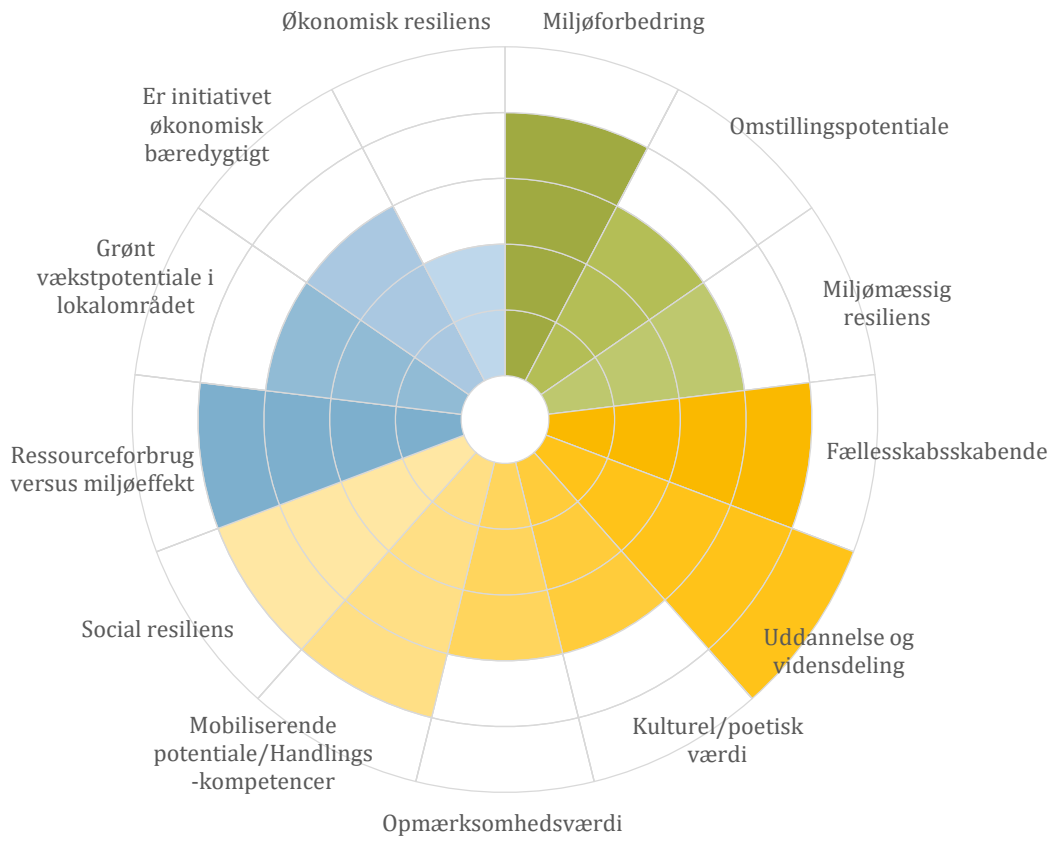 Økonomisk resiliens
Miljøforbedring
Omstillingspotentiale
Miljømæssig
resiliens
Fællesskabsskabende
Uddannelse og
vidensdeling
Kulturel/poetisk
værdi
Opmærksomhedsværdi
Mobiliserende
potentiale/Handlings
-kompetencer
Social resiliens
Ressourceforbrug
versus miljøeffekt
Grønt
vækstpotentiale i
lokalområdet
Er initiativet
økonomisk
bæredygtigt